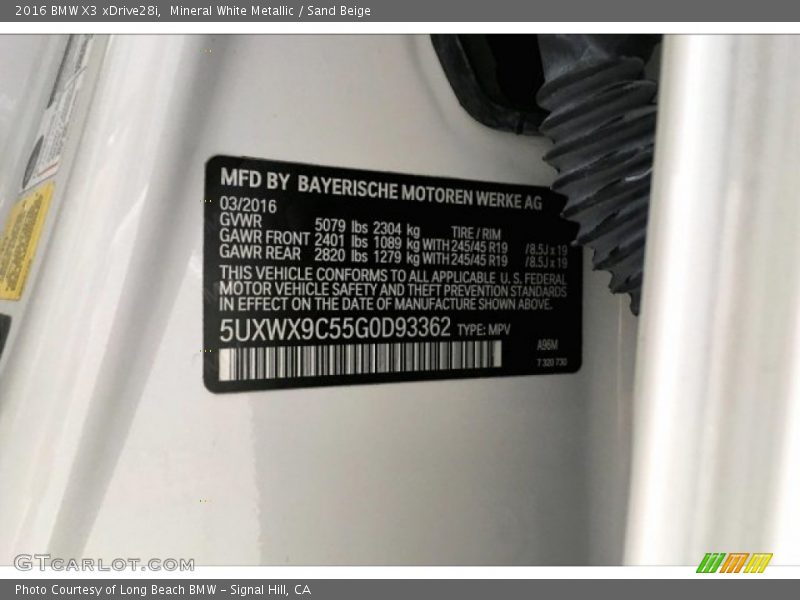 2016 BMW X3 xDrive28i,  Mineral White Metallic / Sand Beige
MFD BY BAYERISCHE MOTOREN WERKE AG
03/2016
GVWR 5079 lbs 2304 kg TIRE / RIM
GAWR FRONT 2401 lbs 1089 kg WITH 245/45 R19 /8.5J x 19
GAWR REAR 2820 lbs 1279 kg WITH 245/45 R19 /8.5J x 19
THIS VEHICLE CONFORMS TO ALL APPLICABLE U.S. FEDERAL
MOTOR VEHICLE SAFETY AND THEFT PREVENTION STANDARDS
IN EFFECT ON THE DATE OF MANUFACTURE SHOWN ABOVE.
5UXWX9C55G0D93362 TYPE: MPV
A96M
7 320 730
GTCARLOT.COM
Photo Courtesy of Long Beach BMW - Signal Hill, CA